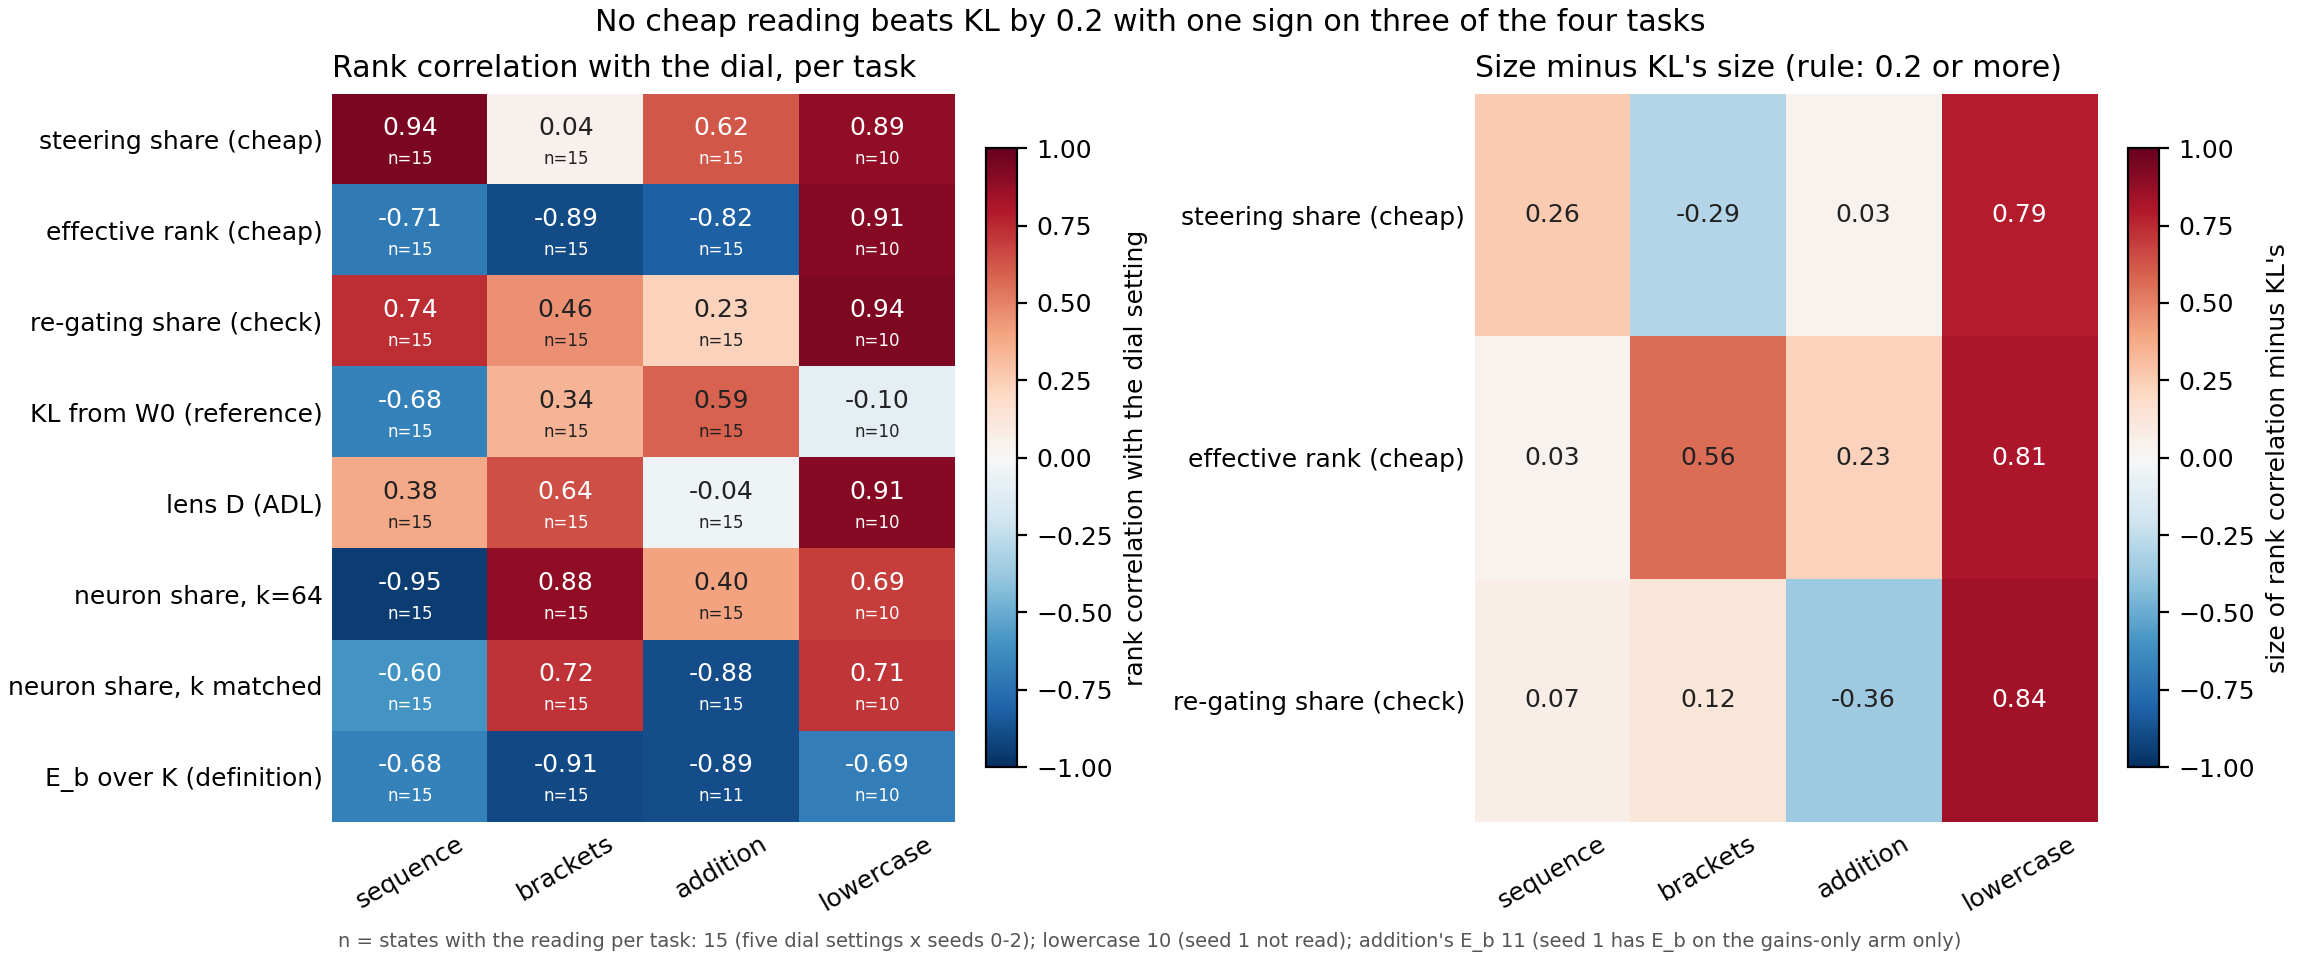 No cheap reading beats KL by 0.2 with one sign on three of the four tasks
Rank correlation with the dial, per task
steering share (cheap)
effective rank (cheap)
re-gating share (check)
KL from W0 (reference)
lens D (ADL)
neuron share, k=64
neuron share, k matched
E_b over K (definition)
0.94 0.04 0.62 0.89
n=15 n=15 n=15 n=10
-0.71 -0.89 -0.82 0.91
n=15 n=15 n=15 n=10
0.74 0.46 0.23 0.94
n=15 n=15 n=15 n=10
-0.68 0.34 0.59 -0.10
n=15 n=15 n=15 n=10
0.38 0.64 -0.04 0.91
n=15 n=15 n=15 n=10
-0.95 0.88 0.40 0.69
n=15 n=15 n=15 n=10
-0.60 0.72 -0.88 0.71
n=15 n=15 n=15 n=10
-0.68 -0.91 -0.89 -0.69
n=15 n=15 n=11 n=10
sequence brackets addition lowercase
1.00
0.75
0.50
0.25
0.00
−0.25
−0.50
−0.75
−1.00
rank correlation with the dial setting
Size minus KL's size (rule: 0.2 or more)
steering share (cheap)
effective rank (cheap)
re-gating share (check)
0.26 -0.29 0.03 0.79
0.03 0.56 0.23 0.81
0.07 0.12 -0.36 0.84
sequence brackets addition lowercase
1.00
0.75
0.50
0.25
0.00
−0.25
−0.50
−0.75
−1.00
size of rank correlation minus KL's
n = states with the reading per task: 15 (five dial settings x seeds 0-2); lowercase 10 (seed 1 not read); addition's E_b 11 (seed 1 has E_b on the gains-only arm only)